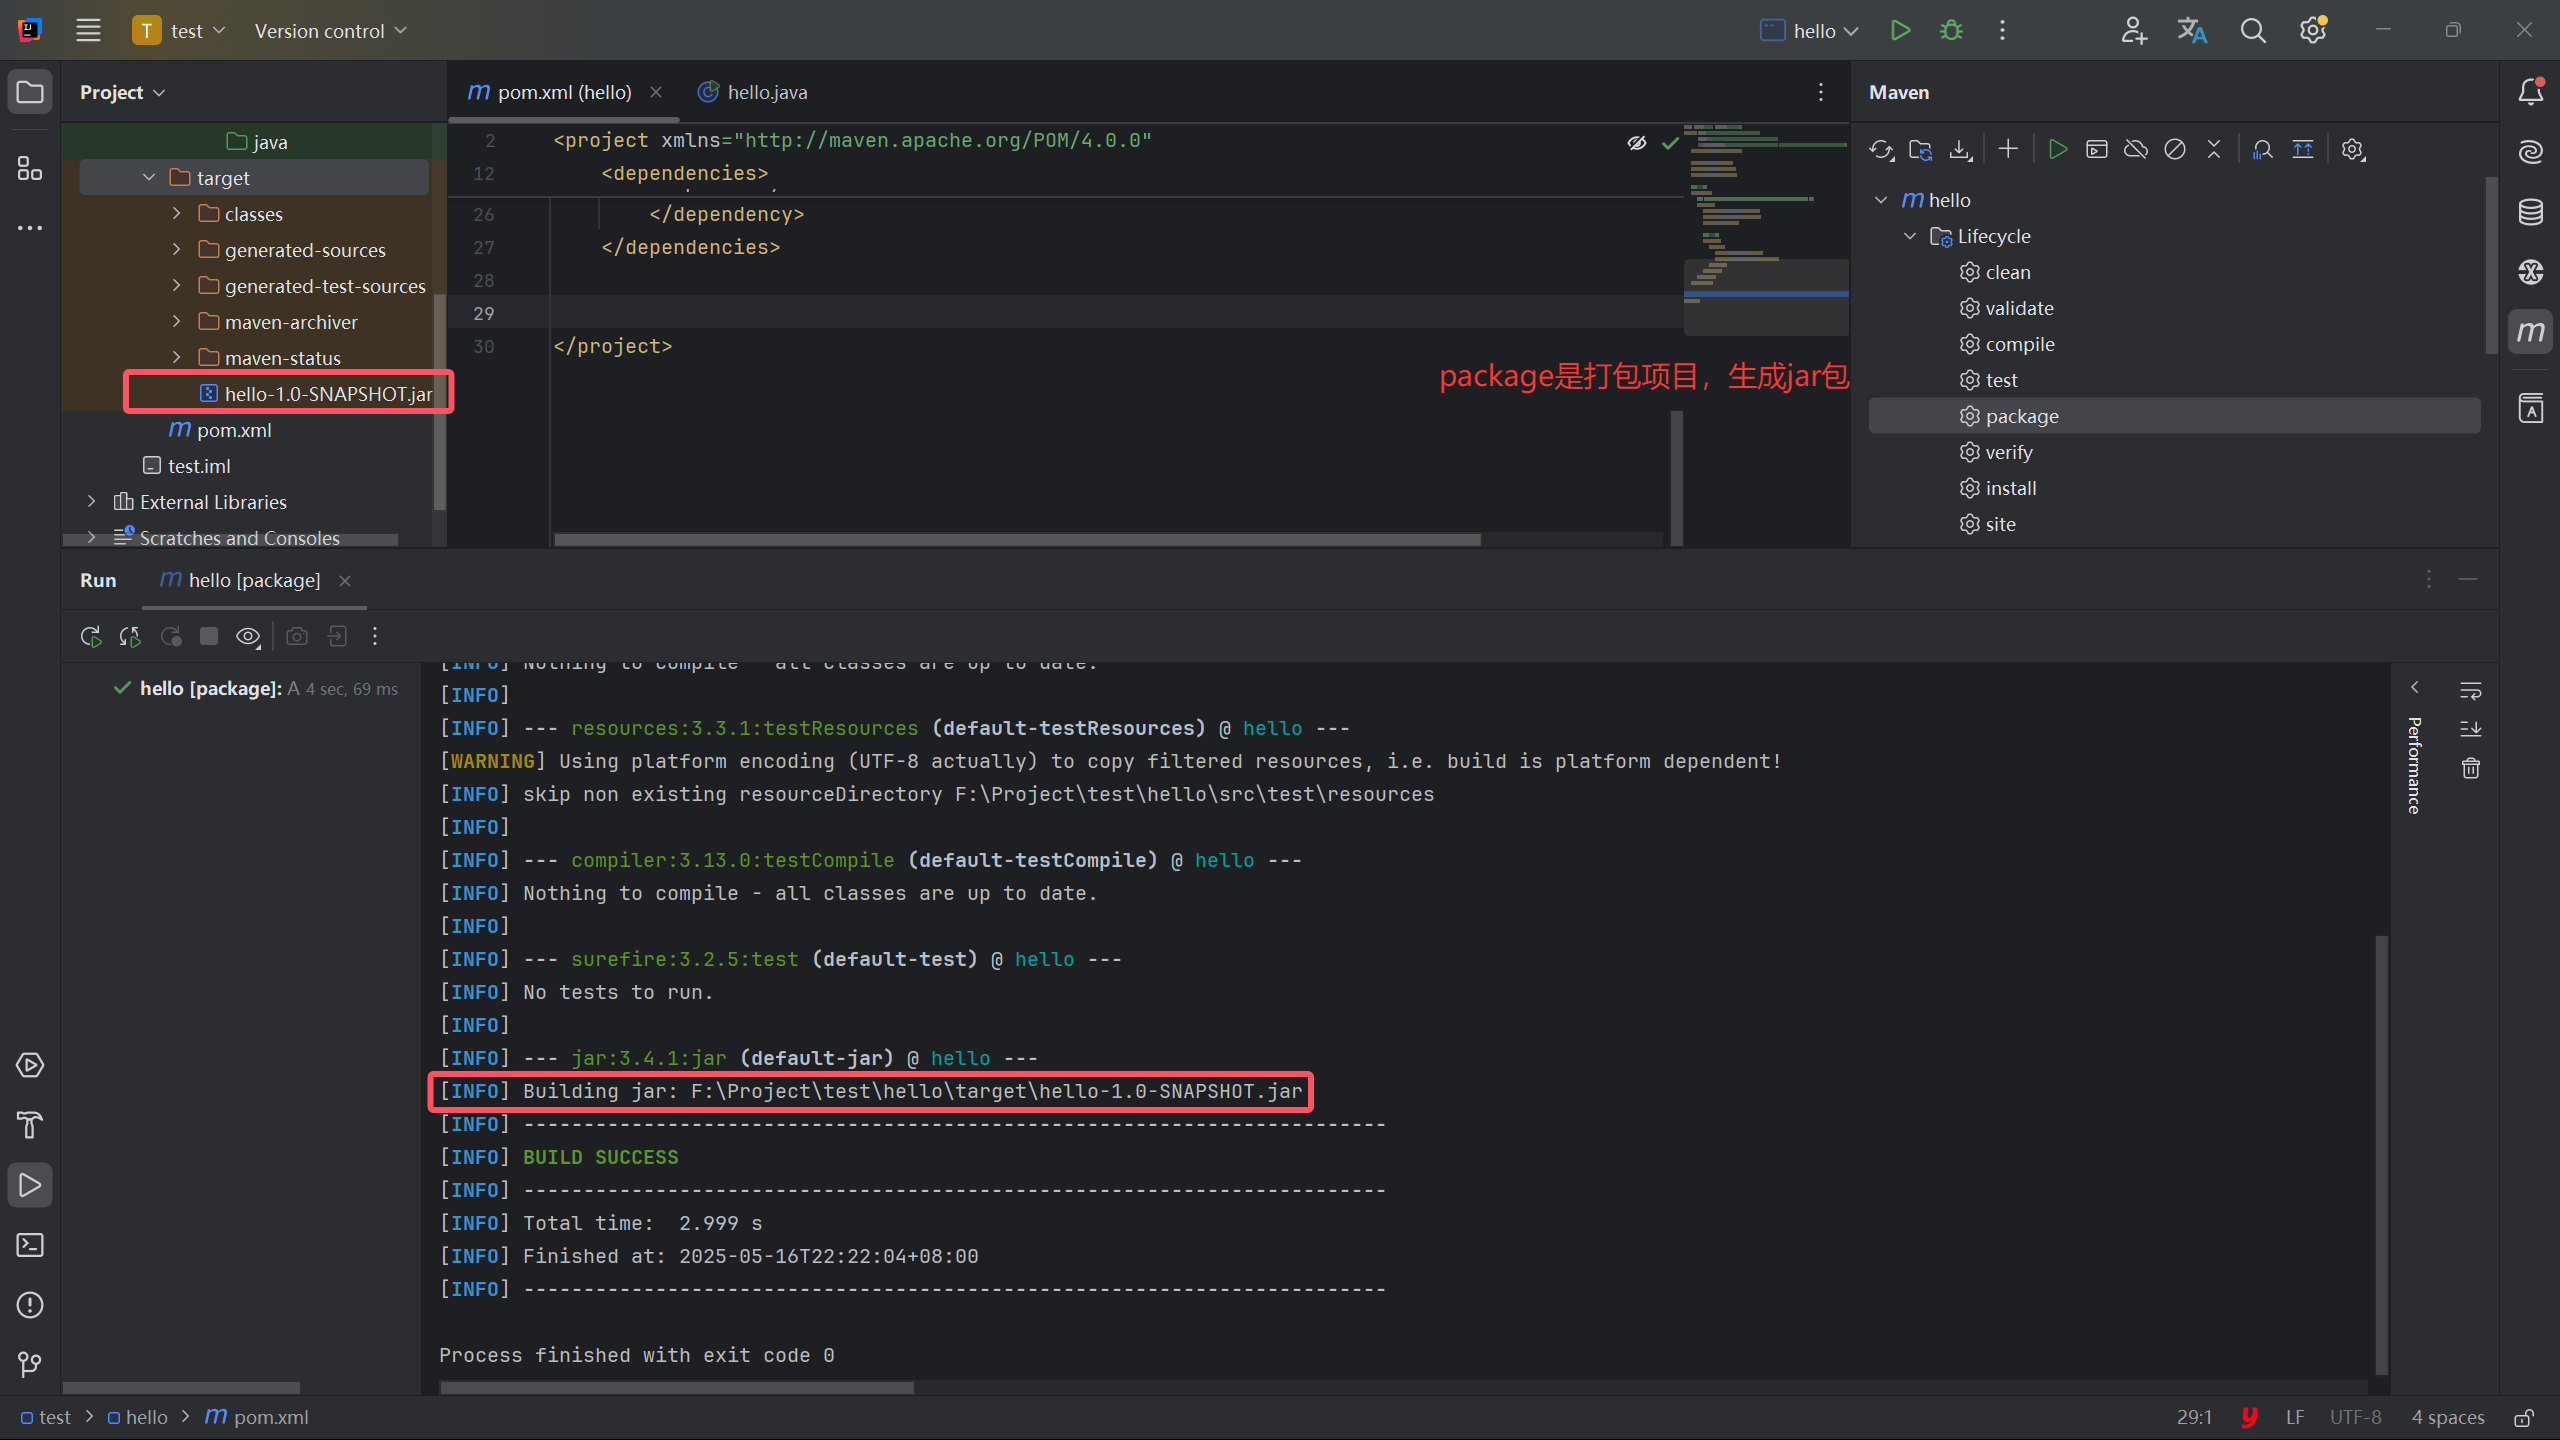 T test Version control hello
Project
java
target
classes
generated-sources
generated-test-sources
maven-archiver
maven-status
hello-1.0-SNAPSHOT.jar
pom.xml
test.iml
External Libraries
Scratches and Consoles
pom.xml (hello) hello.java
2 <project xmlns="http://maven.apache.org/POM/4.0.0"
12 <dependencies>
26 </dependency>
27 </dependencies>
28
29
30 </project>
package是打包项目，生成jar包
Maven
hello
Lifecycle
clean
validate
compile
test
package
verify
install
site
Run hello [package]
hello [package]: A 4 sec, 69 ms
[INFO] Nothing to compile - all classes are up to date.
[INFO]
[INFO] --- resources:3.3.1:testResources (default-testResources) @ hello ---
[WARNING] Using platform encoding (UTF-8 actually) to copy filtered resources, i.e. build is platform dependent!
[INFO] skip non existing resourceDirectory F:\Project\test\hello\src\test\resources
[INFO]
[INFO] --- compiler:3.13.0:testCompile (default-testCompile) @ hello ---
[INFO] Nothing to compile - all classes are up to date.
[INFO]
[INFO] --- surefire:3.2.5:test (default-test) @ hello ---
[INFO] No tests to run.
[INFO]
[INFO] --- jar:3.4.1:jar (default-jar) @ hello ---
[INFO] Building jar: F:\Project\test\hello\target\hello-1.0-SNAPSHOT.jar
[INFO] ------------------------------------------------------------------------
[INFO] BUILD SUCCESS
[INFO] ------------------------------------------------------------------------
[INFO] Total time:  2.999 s
[INFO] Finished at: 2025-05-16T22:22:04+08:00
[INFO] ------------------------------------------------------------------------
Process finished with exit code 0
Performance
test > hello > m pom.xml
29:1 y LF UTF-8 4 spaces